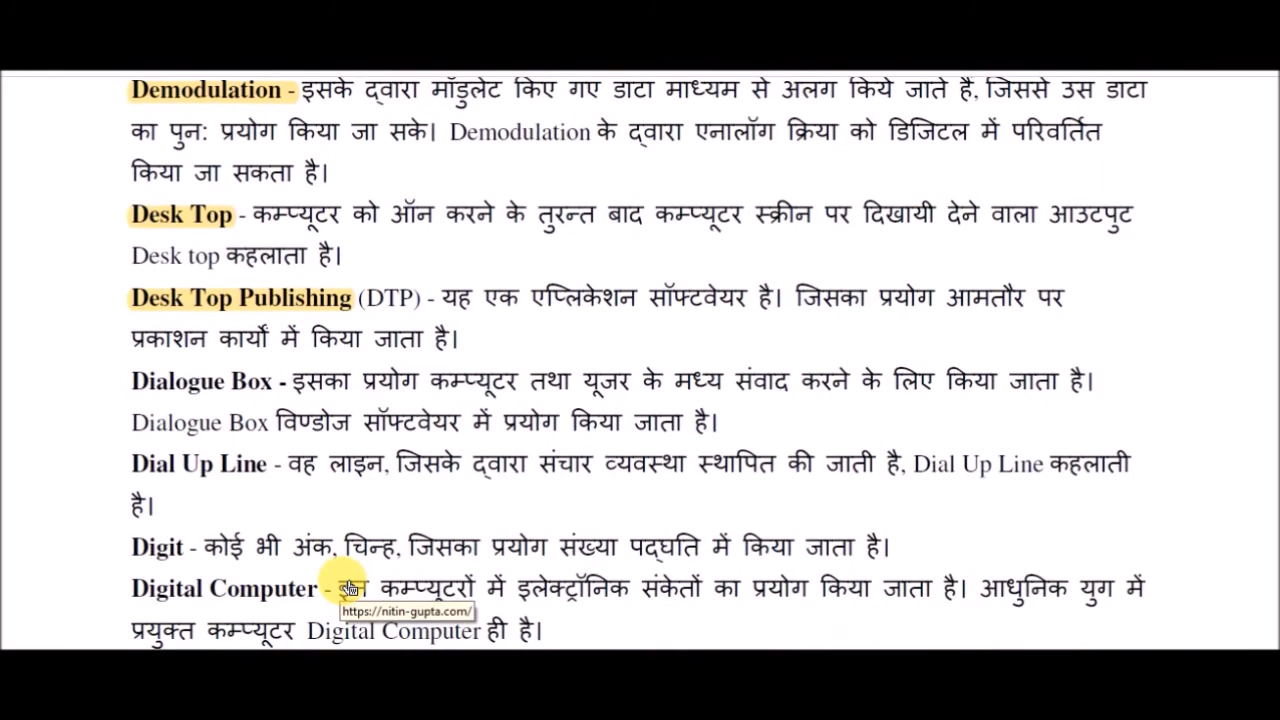 Demodulation - इसके द्वारा मॉडुलेट किए गए डाटा माध्यम से अलग किये जाते है, जिससे उस डाटा
का पुन: प्रयोग किया जा सके। Demodulation के द्वारा एनालॉग क्रिया को डिजिटल में परिवर्तित
किया जा सकता है।
Desk Top - कम्प्यूटर को ऑन करने के तुरन्त बाद कम्प्यूटर स्क्रीन पर दिखायी देने वाला आउटपुट
Desk top कहलाता है।
Desk Top Publishing (DTP) - यह एक एप्लिकेशन सॉफ्टवेयर है। जिसका प्रयोग आमतौर पर
प्रकाशन कार्यों में किया जाता है।
Dialogue Box - इसका प्रयोग कम्प्यूटर तथा यूजर के मध्य संवाद करने के लिए किया जाता है।
Dialogue Box विण्डोज सॉफ्टवेयर में प्रयोग किया जाता है।
Dial Up Line - वह लाइन, जिसके द्वारा संचार व्यवस्था स्थापित की जाती है, Dial Up Line कहलाती
है।
Digit - कोई भी अंक, चिन्ह, जिसका प्रयोग संख्या पद्घति में किया जाता है।
Digital Computer - इन कम्प्यूटरों में इलेक्ट्रॉनिक संकेतों का प्रयोग किया जाता है। आधुनिक युग में
https://nitin-gupta.com/
प्रयुक्त कम्प्यूटर Digital Computer ही है।